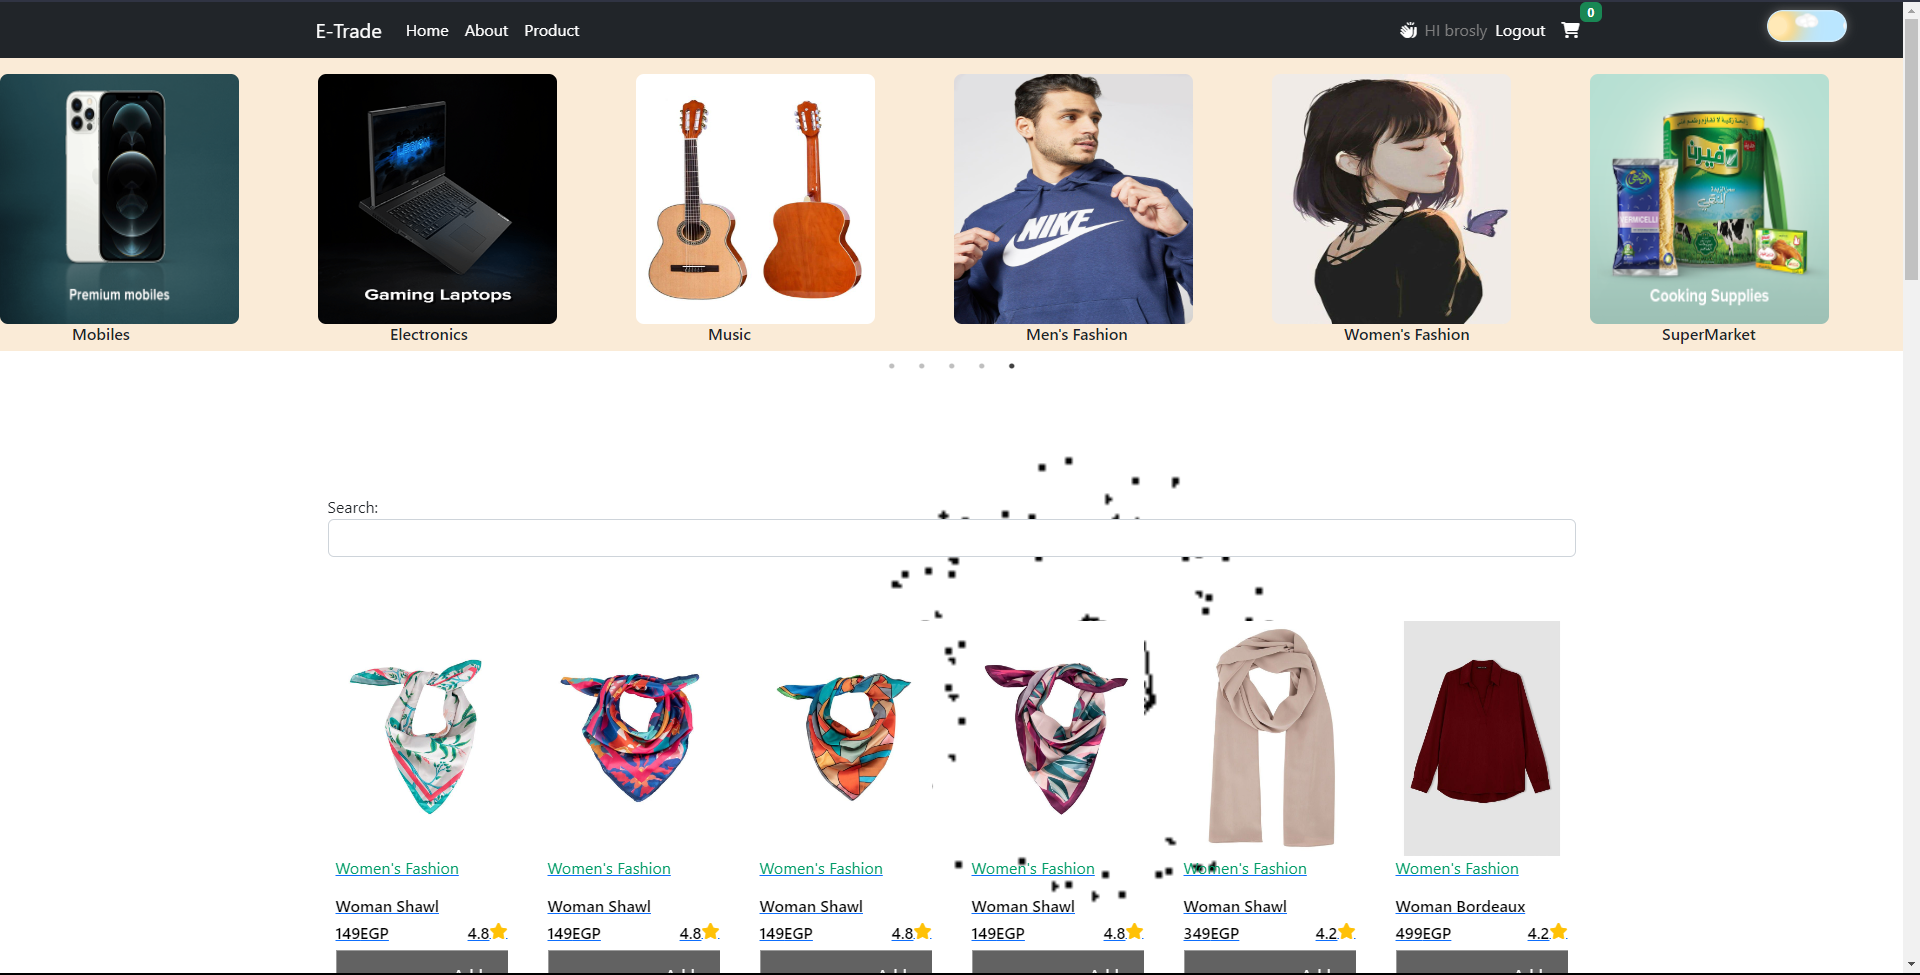 E-Trade Home About Product HI brosly Logout 0
Premium mobiles
Gaming Laptops
NIKE
فيرن
VERMICELLI
Cooking Supplies
Mobiles Electronics Music Men's Fashion Women's Fashion SuperMarket
Search:
Women's Fashion Women's Fashion Women's Fashion Women's Fashion Women's Fashion Women's Fashion
Woman Shawl Woman Shawl Woman Shawl Woman Shawl Woman Shawl Woman Bordeaux
149EGP 4.8 149EGP 4.8 149EGP 4.8 149EGP 4.8 349EGP 4.2 499EGP 4.2